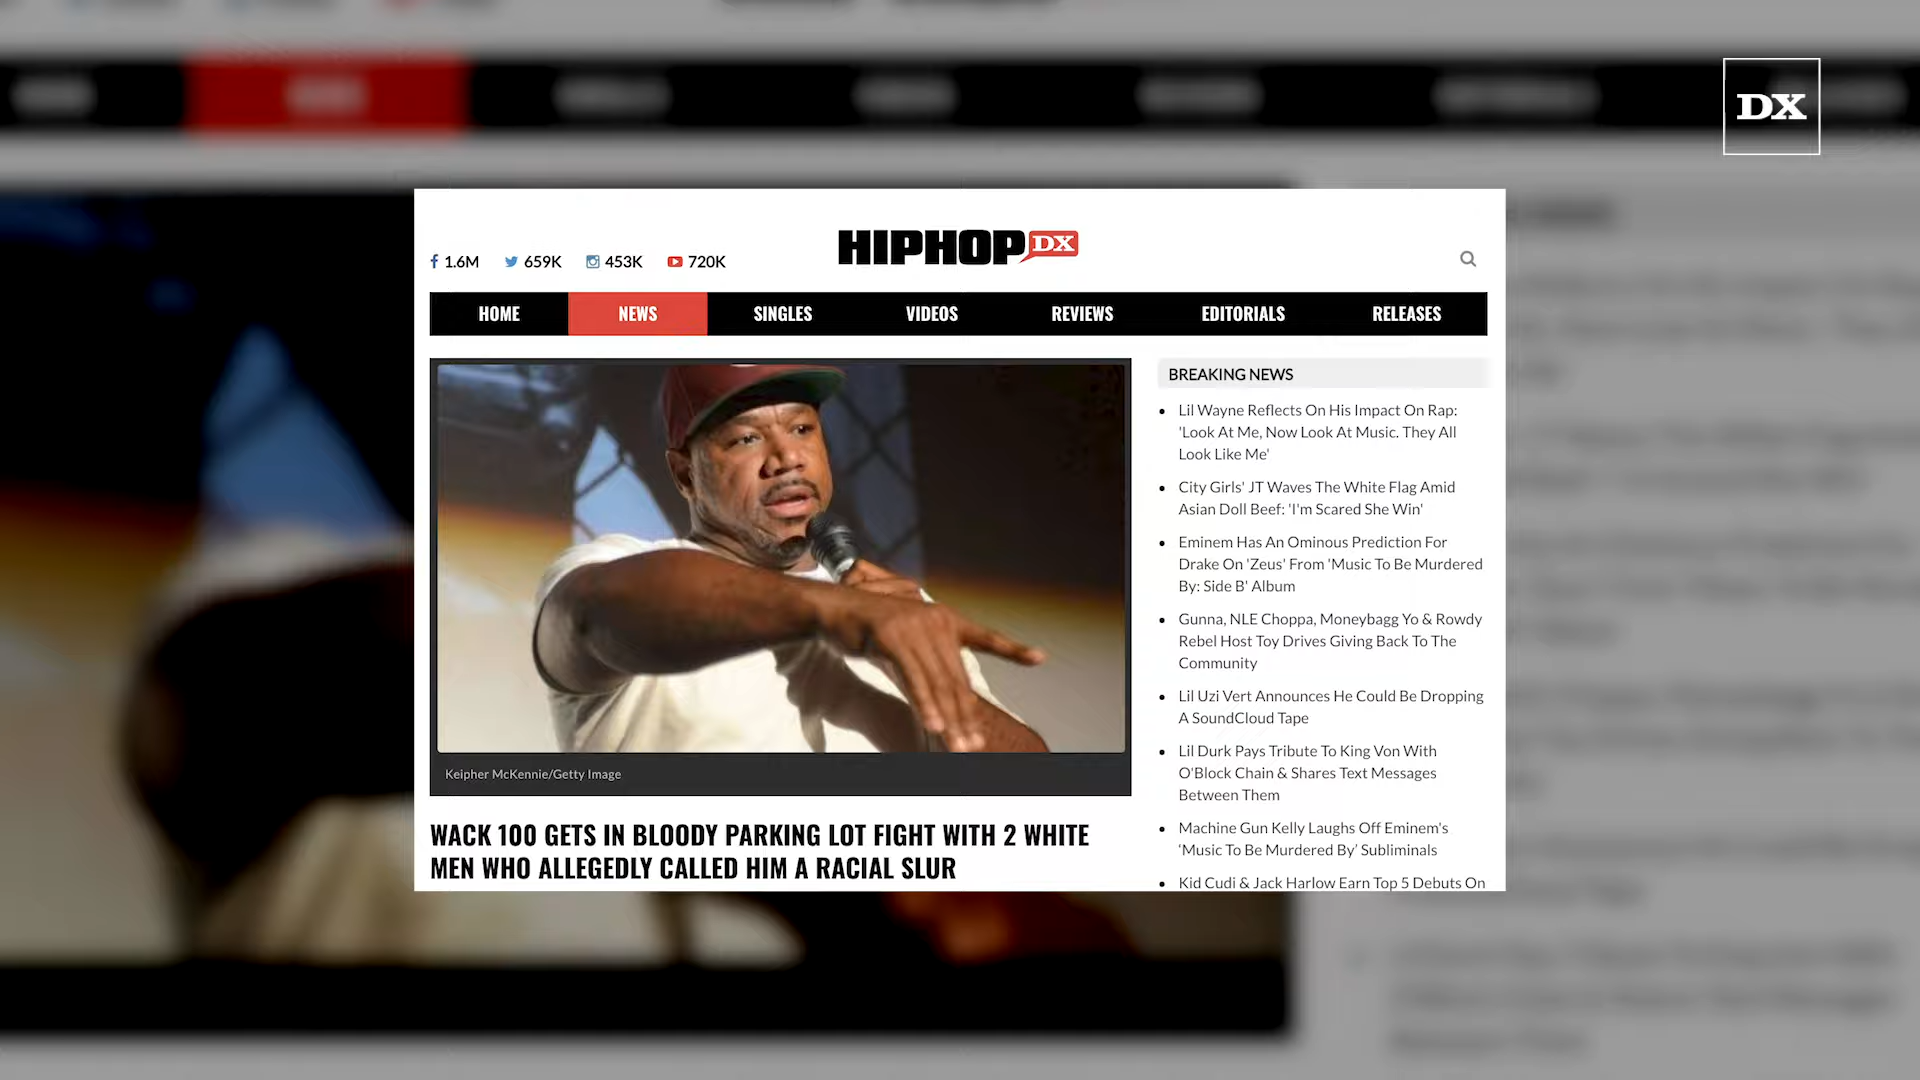 DX
1.6M 659K 453K 720K
HIPHOPDX
HOME NEWS SINGLES VIDEOS REVIEWS EDITORIALS RELEASES
Keipher McKennie/Getty Image
WACK 100 GETS IN BLOODY PARKING LOT FIGHT WITH 2 WHITE
MEN WHO ALLEGEDLY CALLED HIM A RACIAL SLUR
BREAKING NEWS
Lil Wayne Reflects On His Impact On Rap:
'Look At Me, Now Look At Music. They All
Look Like Me'
City Girls' JT Waves The White Flag Amid
Asian Doll Beef: 'I'm Scared She Win'
Eminem Has An Ominous Prediction For
Drake On 'Zeus' From 'Music To Be Murdered
By: Side B' Album
Gunna, NLE Choppa, Moneybagg Yo & Rowdy
Rebel Host Toy Drives Giving Back To The
Community
Lil Uzi Vert Announces He Could Be Dropping
A SoundCloud Tape
Lil Durk Pays Tribute To King Von With
O'Block Chain & Shares Text Messages
Between Them
Machine Gun Kelly Laughs Off Eminem's
'Music To Be Murdered By' Subliminals
Kid Cudi & Jack Harlow Earn Top 5 Debuts On